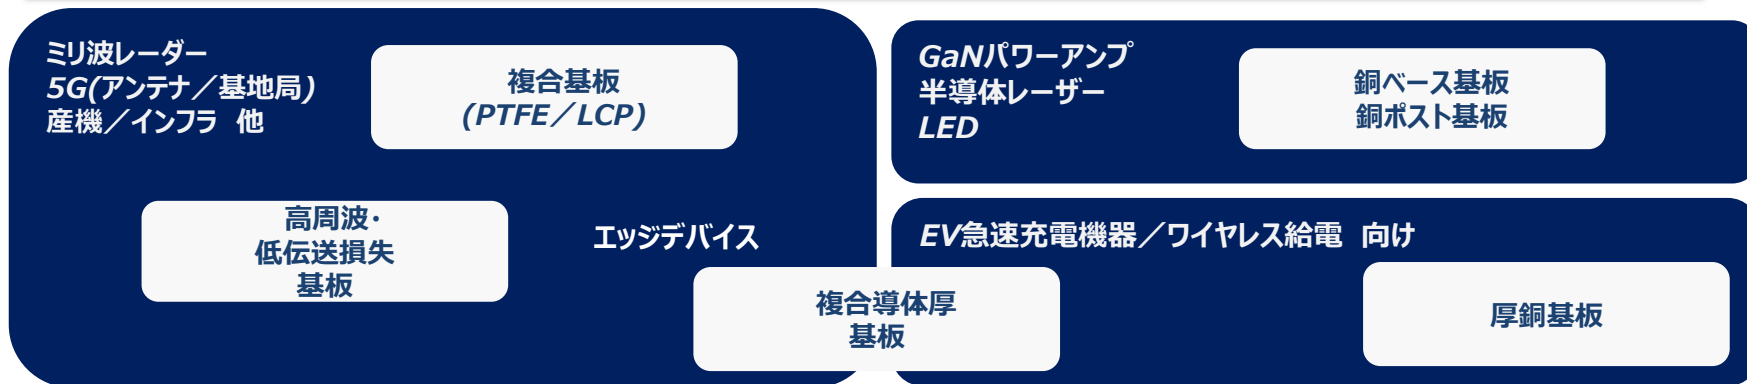 ミリ波レーダー
5G(アンテナ／基地局)
産機／インフラ　他
複合基板
(PTFE／LCP)
高周波・
低伝送損失
基板
エッジデバイス
複合導体厚
基板
GaNパワーアンプ
半導体レーザー
LED
銅ベース基板
銅ポスト基板
EV急速充電機器／ワイヤレス給電　向け
厚銅基板